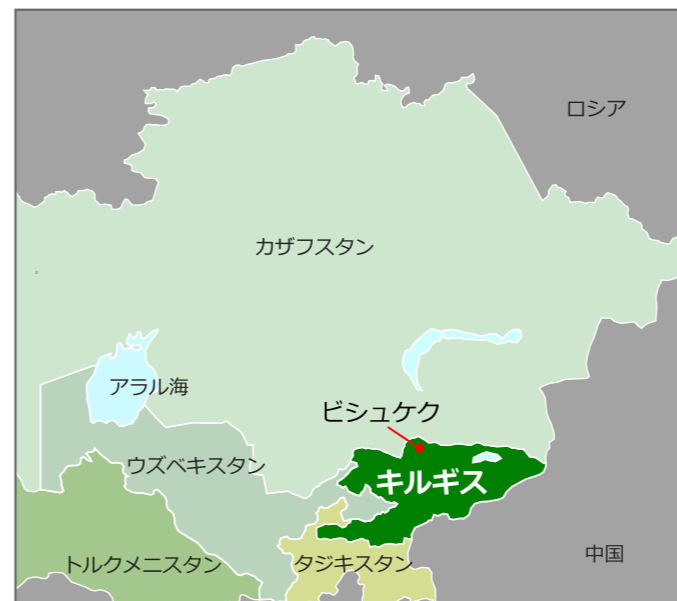 ロシア
カザフスタン
アラル海
ビシュケク
ウズベキスタン
キルギス
トルクメニスタン
タジキスタン
中国